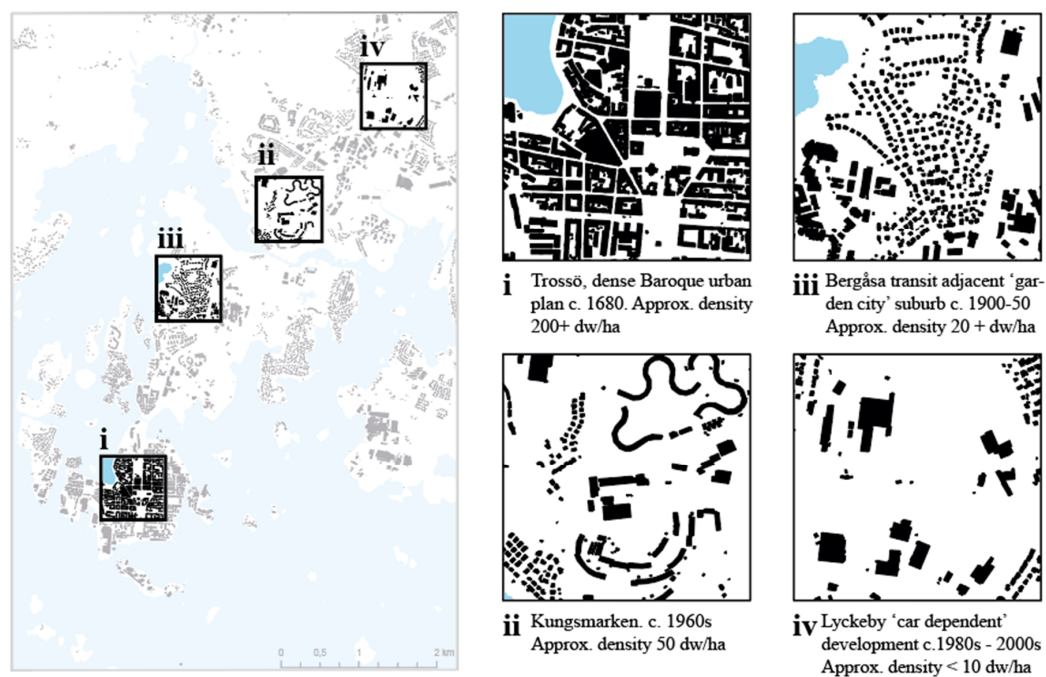 iv
ii
iii
i
0 0,5 1 2 km
i Trossö, dense Baroque urban
plan c. 1680. Approx. density
200+ dw/ha
iii Bergåsa transit adjacent ‘gar-
den city’ suburb c. 1900-50
Approx. density 20 + dw/ha
ii Kungsmarken. c. 1960s
Approx. density 50 dw/ha
iv Lyckeby ‘car dependent’
development c.1980s - 2000s
Approx. density < 10 dw/ha